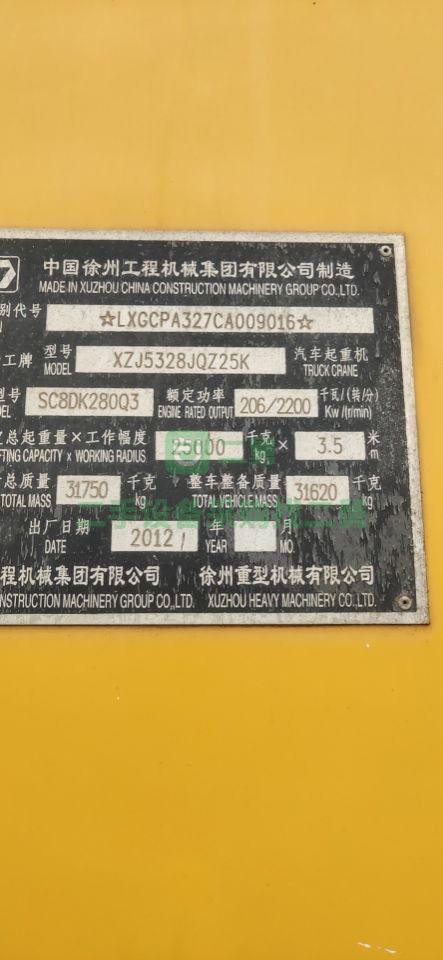 中国徐州工程机械集团有限公司制造
MADE IN XUZHOU CHINA CONSTRUCTION MACHINERY GROUP CO.,LTD.
别代号 ☆LXGCPA327CA009016☆
工牌 型号 MODEL XZJ5328JQZ25K 汽车起重机 TRUCK CRANE
型号 SC8DK280Q3 额定功率 ENGINE RATED OUTPUT 206/2200 千瓦/(转/分) Kw/(r/min)
总起重量×工作幅度 25000 千克 kg × 3.5 米 m
FTING CAPACITY x WORKING RADIUS
总质量 TOTAL MASS 31750 千克 kg 整车整备质量 TOTAL VEHICLE MASS 31620 千克 kg
出厂日期 DATE 2012 / 年 YEAR 月 MO.
程机械集团有限公司 徐州重型机械有限公司
NSTRUCTION MACHINERY GROUP CO.,LTD. XUZHOU HEAVY MACHINERY CO.,LTD.